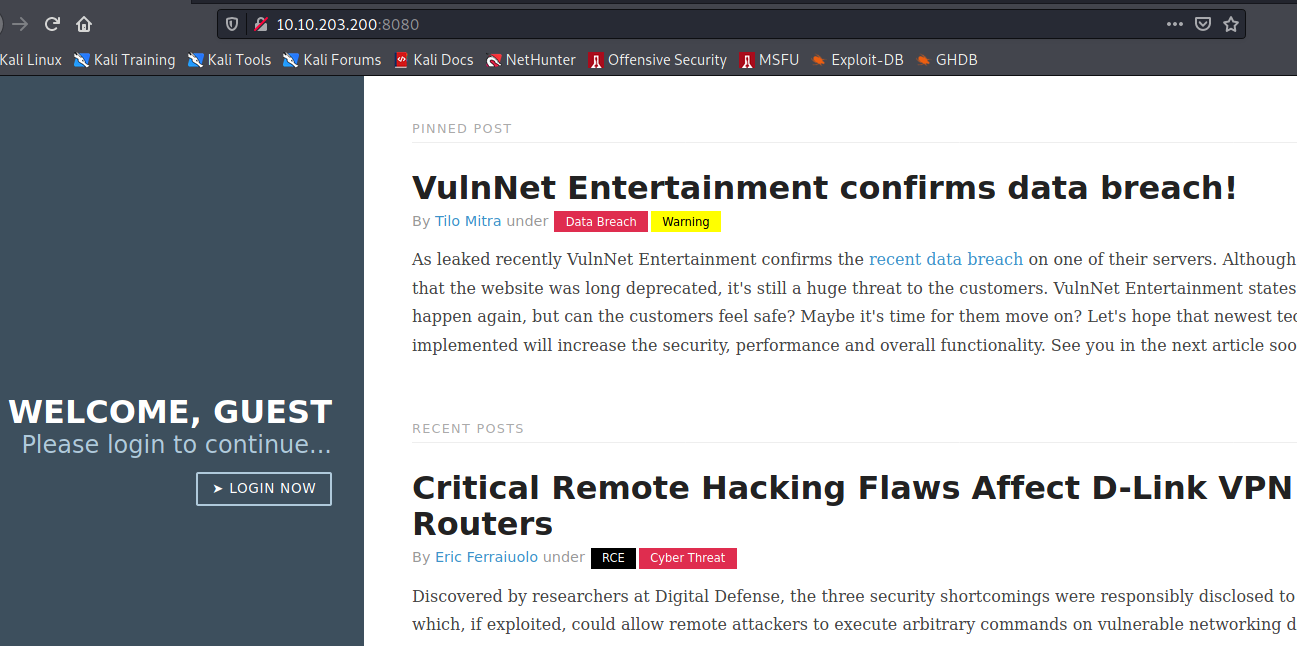 10.10.203.200:8080
Kali Linux Kali Training Kali Tools Kali Forums Kali Docs NetHunter Offensive Security MSFU Exploit-DB GHDB
PINNED POST
VulnNet Entertainment confirms data breach!
By Tilo Mitra under Data Breach Warning
As leaked recently VulnNet Entertainment confirms the recent data breach on one of their servers. Although
that the website was long deprecated, it's still a huge threat to the customers. VulnNet Entertainment states
happen again, but can the customers feel safe? Maybe it's time for them move on? Let's hope that newest tec
implemented will increase the security, performance and overall functionality. See you in the next article soo
WELCOME, GUEST
Please login to continue...
➤ LOGIN NOW
RECENT POSTS
Critical Remote Hacking Flaws Affect D-Link VPN
Routers
By Eric Ferraiuolo under RCE Cyber Threat
Discovered by researchers at Digital Defense, the three security shortcomings were responsibly disclosed to
which, if exploited, could allow remote attackers to execute arbitrary commands on vulnerable networking d